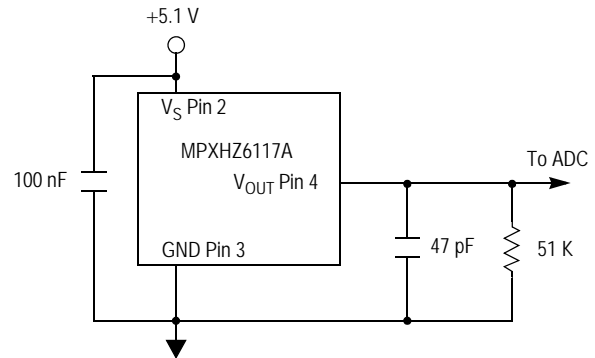 +5.1 V
V_S Pin 2
MPXHZ6117A
To ADC
100 nF
V_OUT Pin 4
GND Pin 3
47 pF
51 K